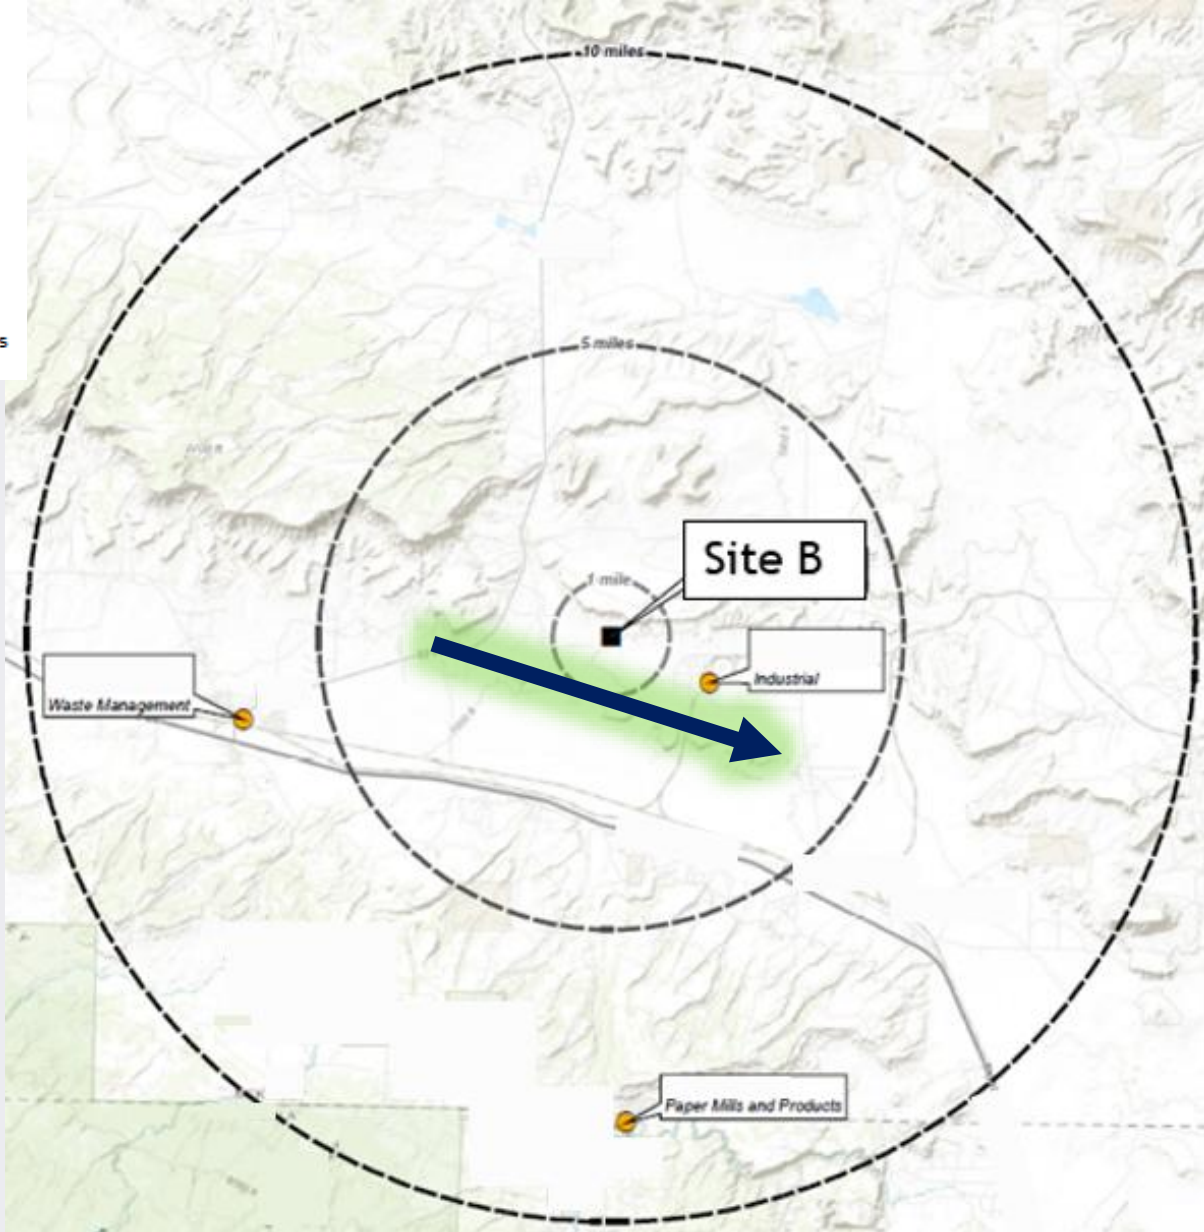 10 miles
s
5 miles
Site B
1 mile
Industrial
Waste Management
Paper Mills and Products